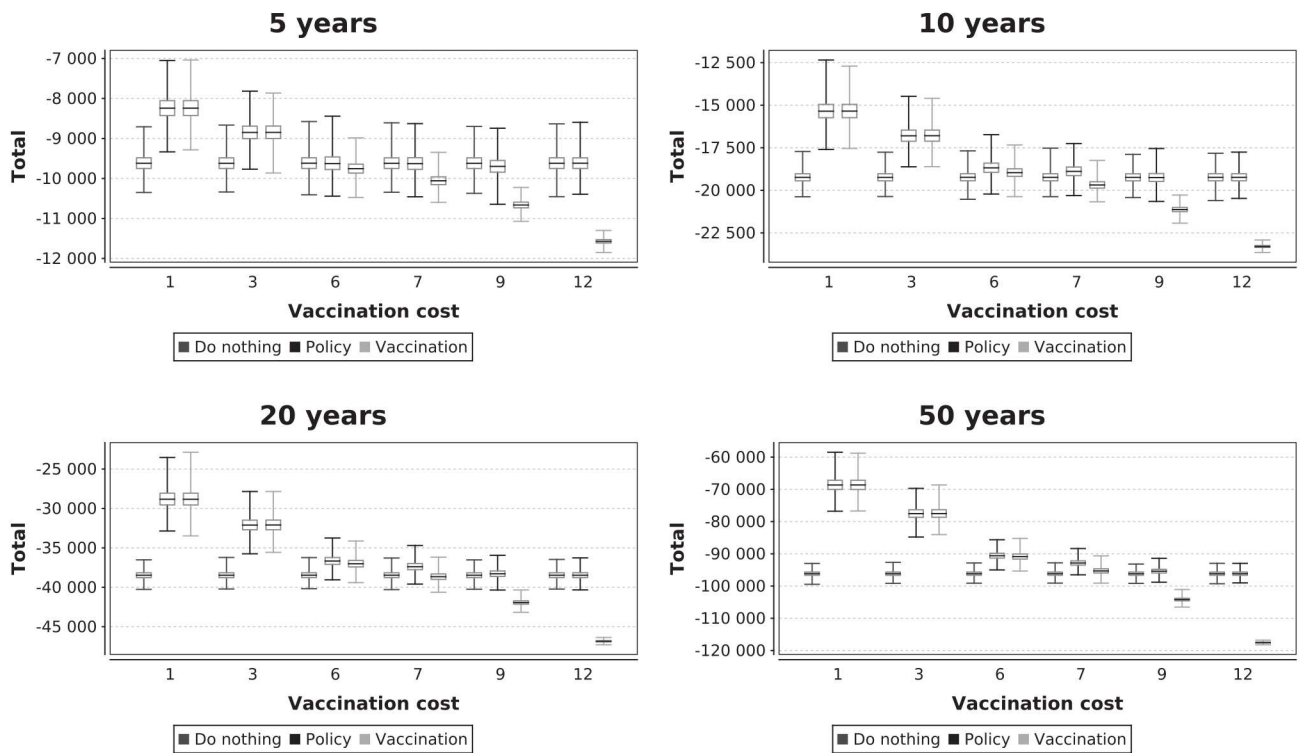 5 years
Total
-7 000
-8 000
-9 000
-10 000
-11 000
-12 000
1 3 6 7 9 12
Vaccination cost
Do nothing Policy Vaccination
10 years
Total
-12 500
-15 000
-17 500
-20 000
-22 500
1 3 6 7 9 12
Vaccination cost
Do nothing Policy Vaccination
20 years
Total
-25 000
-30 000
-35 000
-40 000
-45 000
1 3 6 7 9 12
Vaccination cost
Do nothing Policy Vaccination
50 years
Total
-60 000
-70 000
-80 000
-90 000
-100 000
-110 000
-120 000
1 3 6 7 9 12
Vaccination cost
Do nothing Policy Vaccination